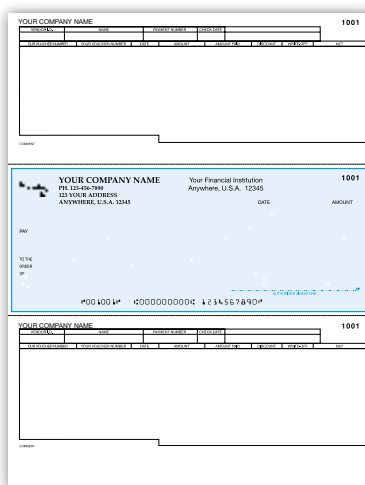 YOUR COMPANY NAME 1001
VENDOR I.D. NAME PAYMENT NUMBER CHECK DATE
OUR VOUCHER NUMBER YOUR VOUCHER NUMBER DATE AMOUNT AMOUNT PAID DISCOUNT WRITE-OFF NET
COMMENT
YOUR COMPANY NAME Your Financial Institution 1001
PH. 123-456-7890 Anywhere, U.S.A. 12345
123 YOUR ADDRESS
ANYWHERE, U.S.A. 12345 DATE AMOUNT
PAY
TO THE
ORDER
OF
AUTHORIZED SIGNATURE
⑈001001⑈ ⑆000000000⑆ 1234567890⑈
YOUR COMPANY NAME 1001
VENDOR I.D. NAME PAYMENT NUMBER CHECK DATE
OUR VOUCHER NUMBER YOUR VOUCHER NUMBER DATE AMOUNT AMOUNT PAID DISCOUNT WRITE-OFF NET
COMMENT